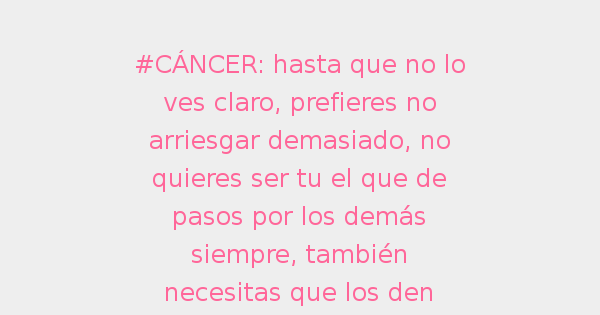 #CÁNCER: hasta que no lo
ves claro, prefieres no
arriesgar demasiado, no
quieres ser tu el que de
pasos por los demás
siempre, también
necesitas que los den